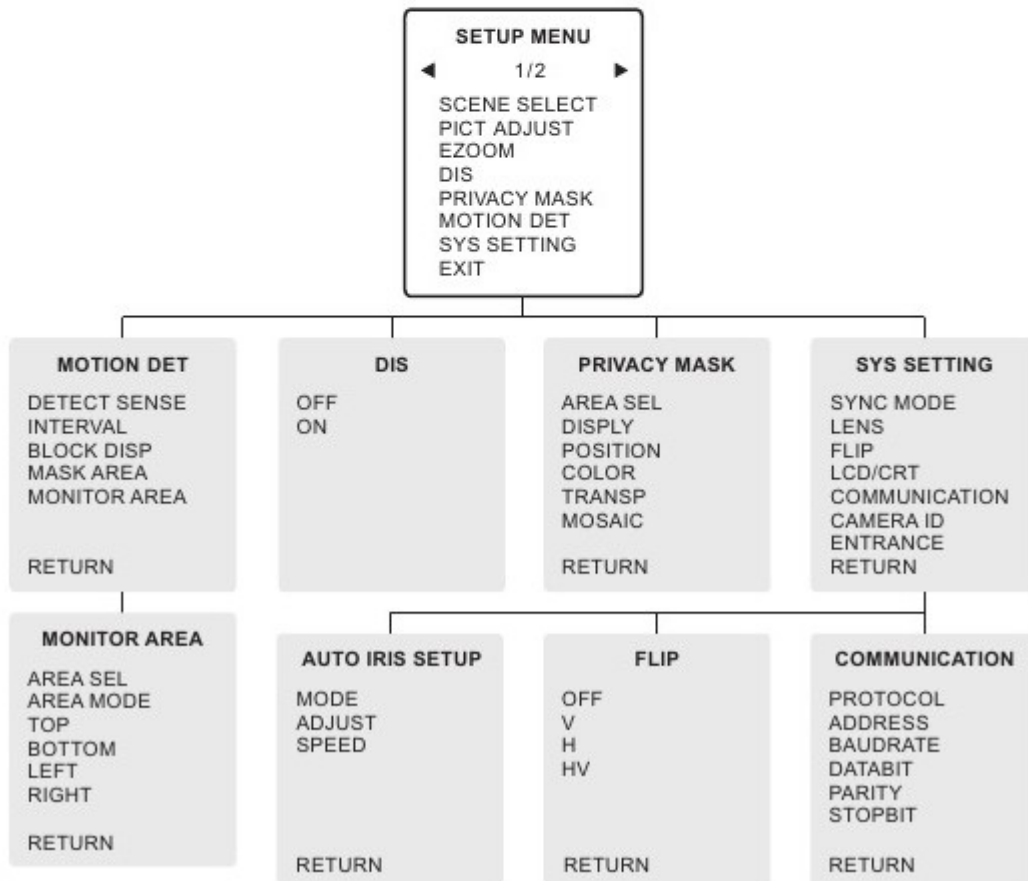 SETUP MENU
◄ 1/2 ►
SCENE SELECT
PICT ADJUST
EZOOM
DIS
PRIVACY MASK
MOTION DET
SYS SETTING
EXIT
MOTION DET
DETECT SENSE
INTERVAL
BLOCK DISP
MASK AREA
MONITOR AREA
RETURN
DIS
OFF
ON
PRIVACY MASK
AREA SEL
DISPLY
POSITION
COLOR
TRANSP
MOSAIC
RETURN
SYS SETTING
SYNC MODE
LENS
FLIP
LCD/CRT
COMMUNICATION
CAMERA ID
ENTRANCE
RETURN
MONITOR AREA
AREA SEL
AREA MODE
TOP
BOTTOM
LEFT
RIGHT
RETURN
AUTO IRIS SETUP
MODE
ADJUST
SPEED
RETURN
FLIP
OFF
V
H
HV
RETURN
COMMUNICATION
PROTOCOL
ADDRESS
BAUDRATE
DATABIT
PARITY
STOPBIT
RETURN